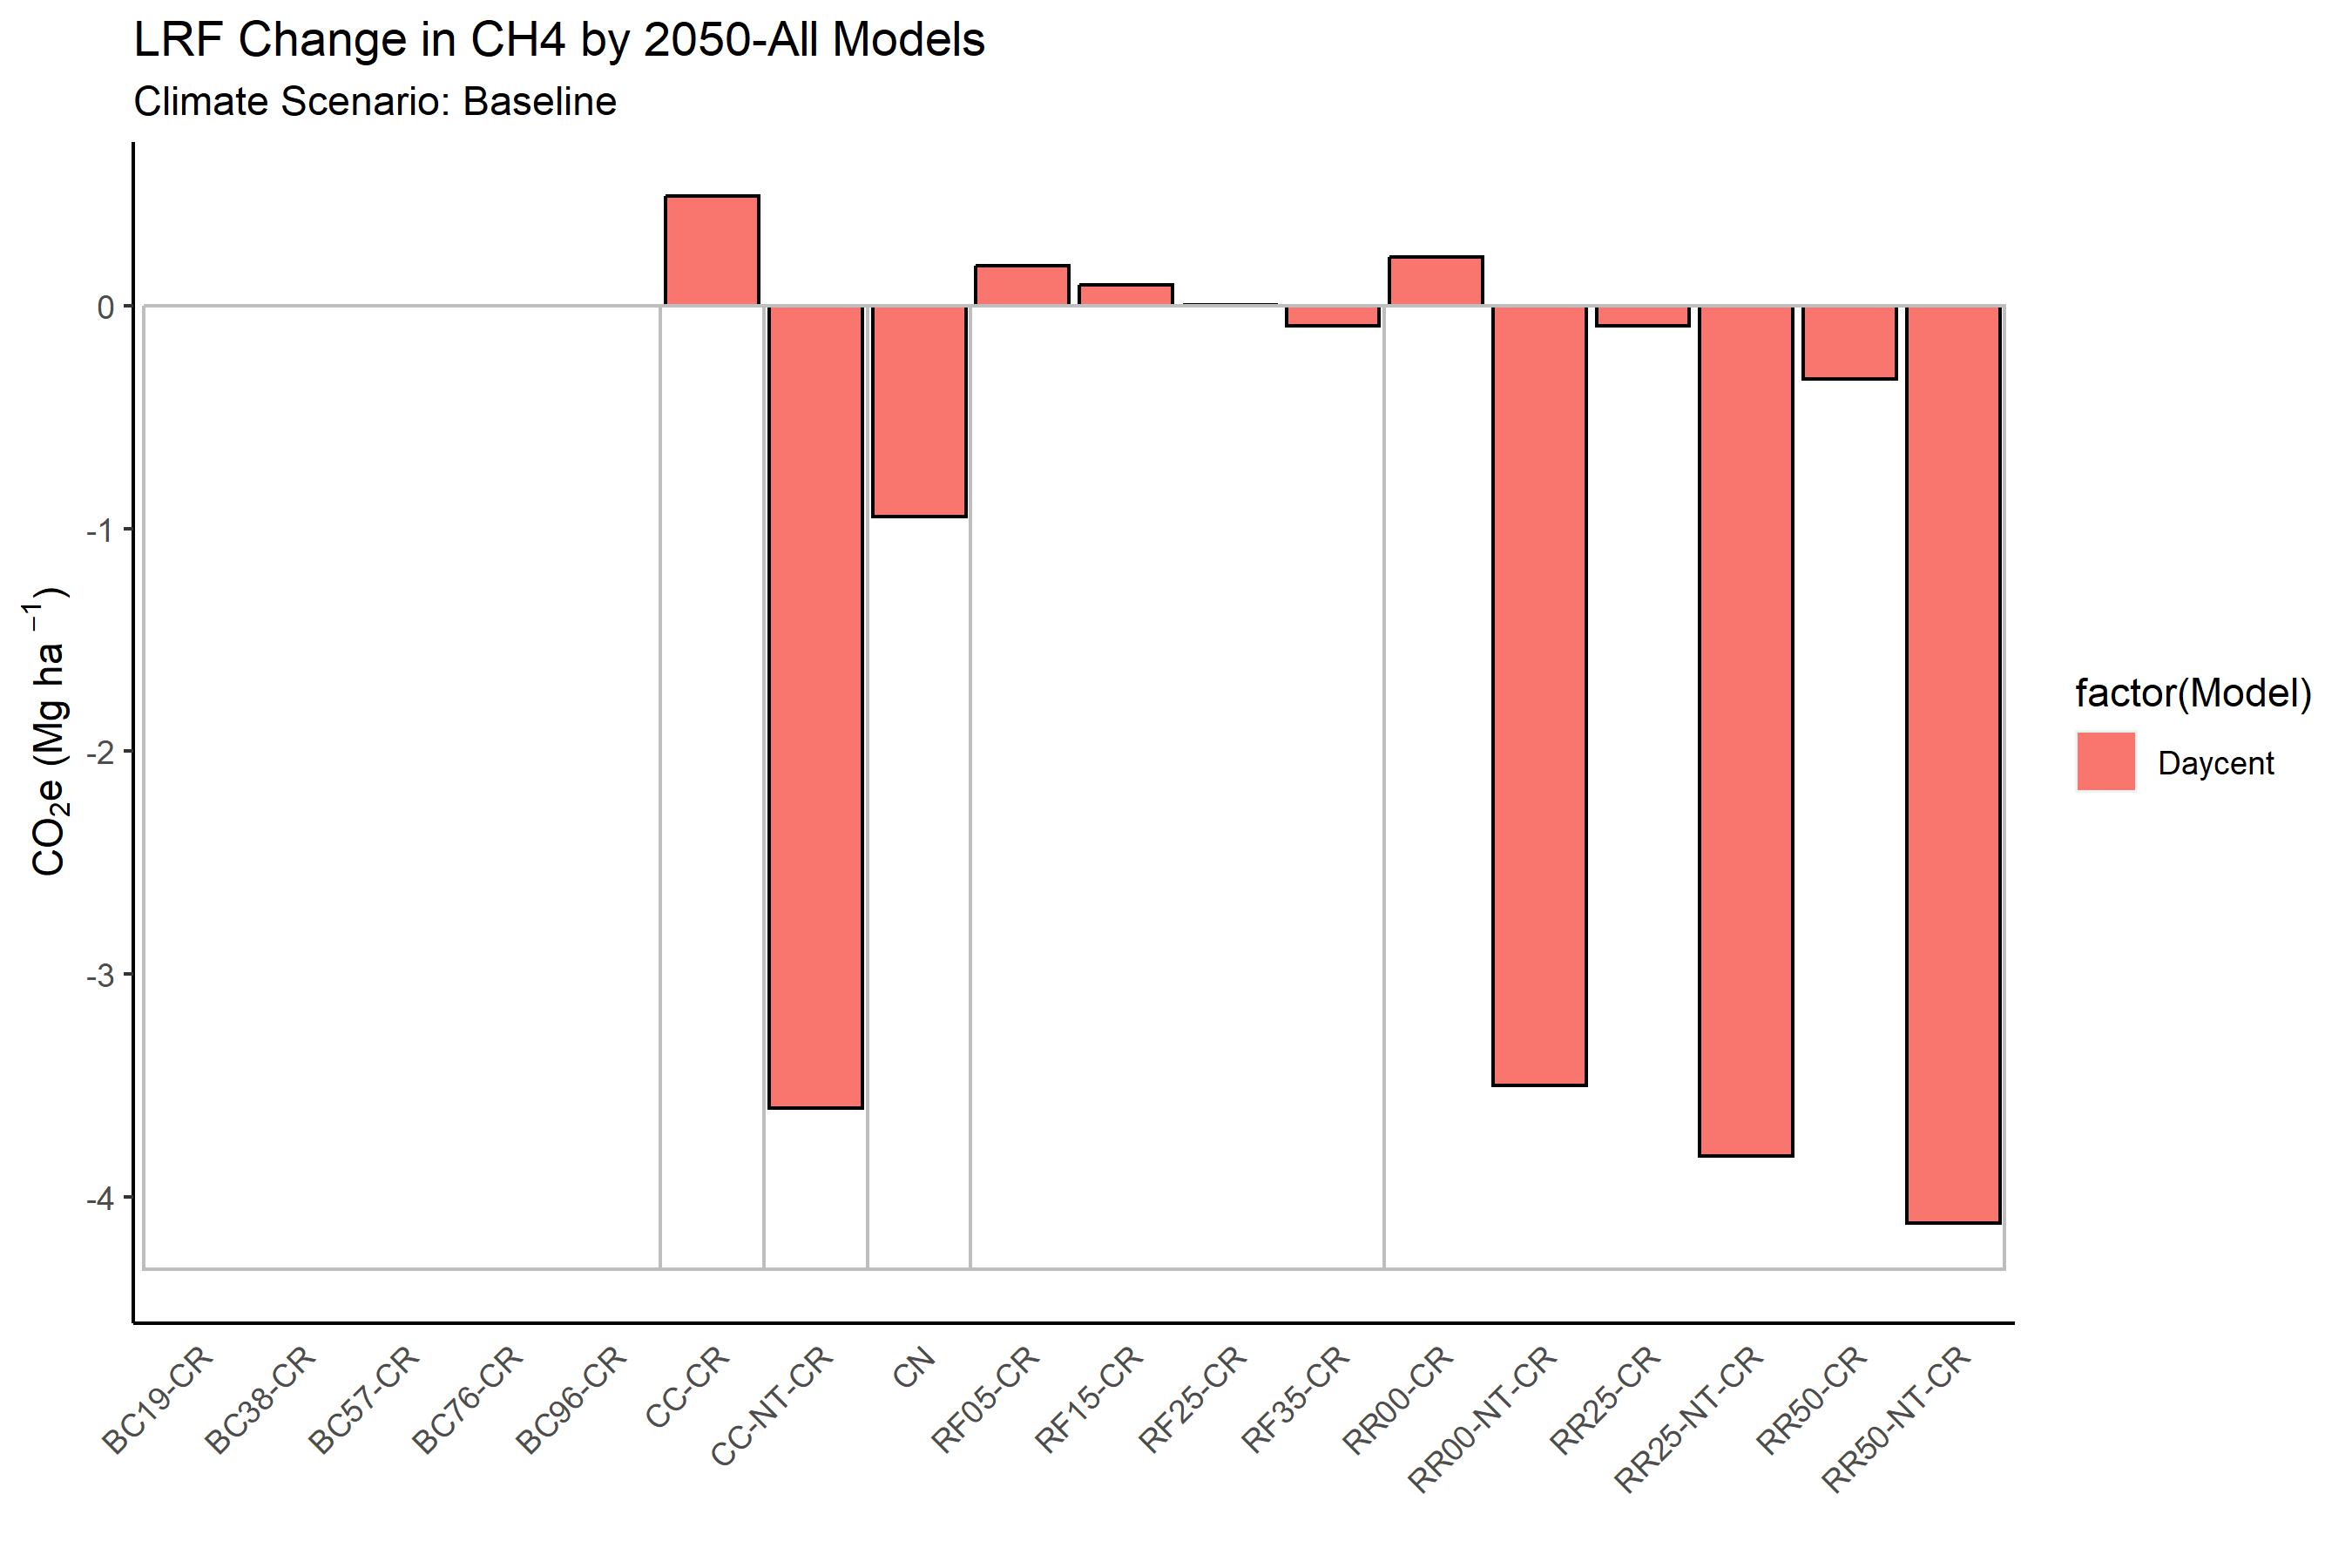 LRF Change in CH4 by 2050-All Models
Climate Scenario: Baseline
CO₂e (Mg ha ⁻¹)
0
-1
-2
-3
-4
BC19-CR
BC38-CR
BC57-CR
BC76-CR
BC96-CR
CC-CR
CC-NT-CR
CN
RF05-CR
RF15-CR
RF25-CR
RF35-CR
RR00-CR
RR00-NT-CR
RR25-CR
RR25-NT-CR
RR50-CR
RR50-NT-CR
factor(Model)
Daycent